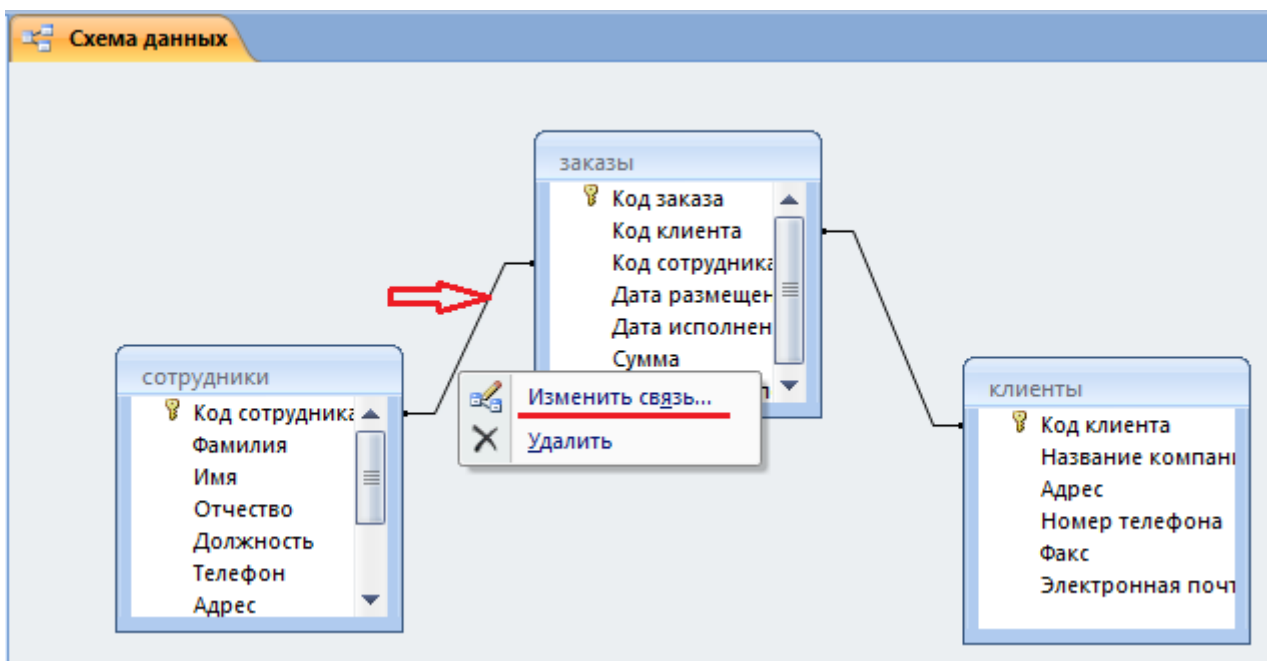 Схема данных
заказы
Код заказа
Код клиента
Код сотрудника
Дата размещен
Дата исполнен
Сумма
п
Изменить связь...
Удалить
сотрудники
Код сотрудника
Фамилия
Имя
Отчество
Должность
Телефон
Адрес
клиенты
Код клиента
Название компани
Адрес
Номер телефона
Факс
Электронная почт